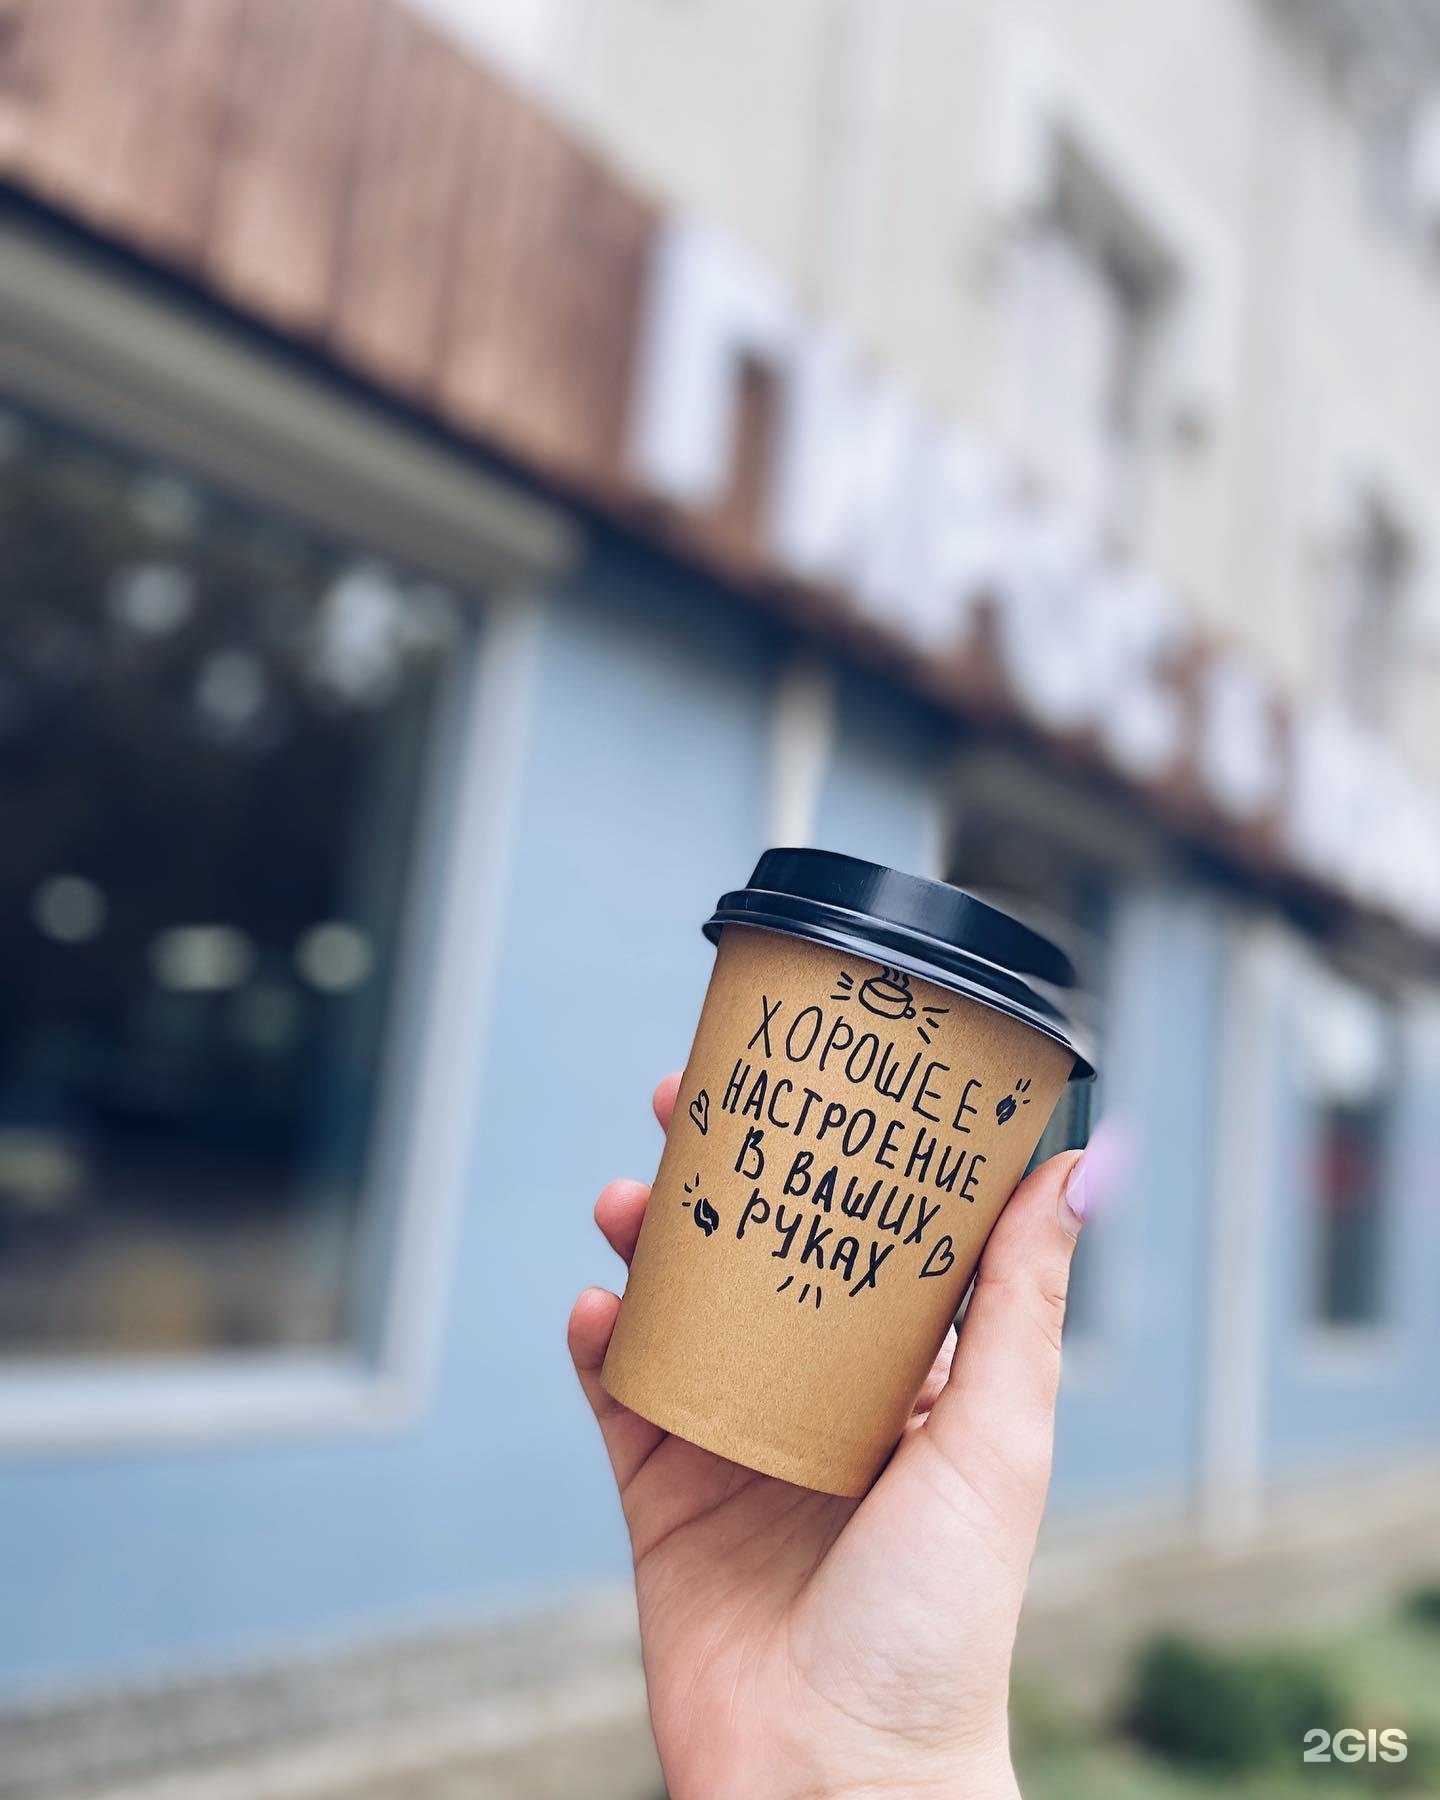 ХОРОШЕЕ
НАСТРОЕНИЕ
В ВАШИХ
РУКАХ
2GIS